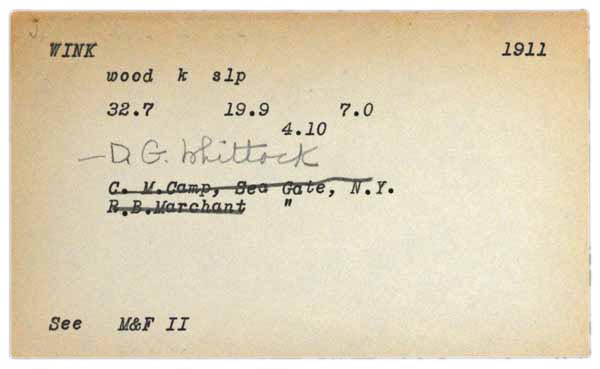 WINK 1911
wood k slp
32.7 19.9 7.0
4.10
—D. G. Whittock
C. M.Camp, Sea Gate, N.Y.
R.B.Marchant "
See M&F II